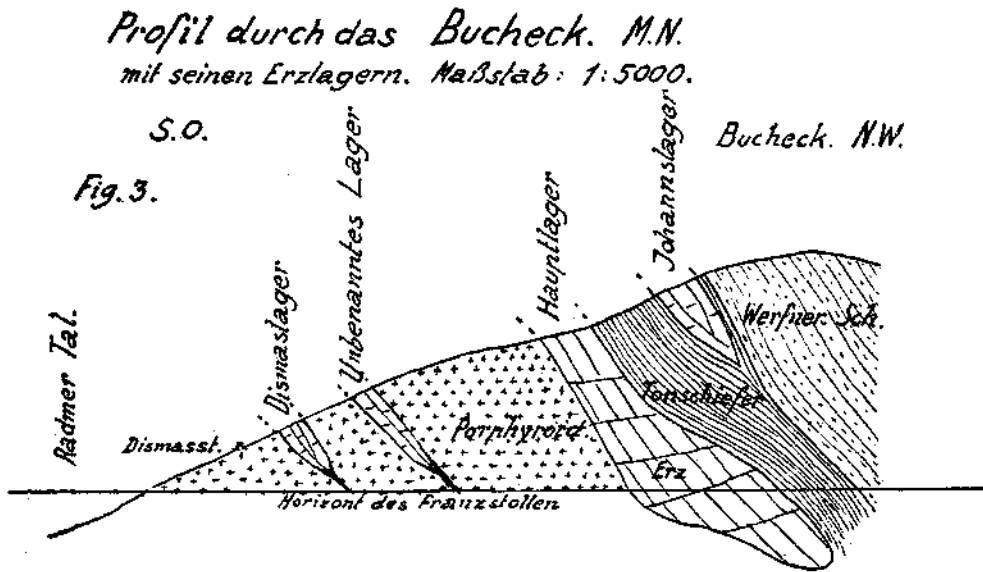 Profil durch das Bucheck. M.N.
mit seinen Erzlagern. Maßstab: 1:5000.
S.O.
Bucheck. N.W.
Fig. 3.
Radmer Tal.
Dismaslager
Unbenanntes Lager
Hauptlager
Johannslager
Werfner Sch.
Tonschiefer
Dismasst.
Porphyroid.
Erz
Horizont des Franzstollen